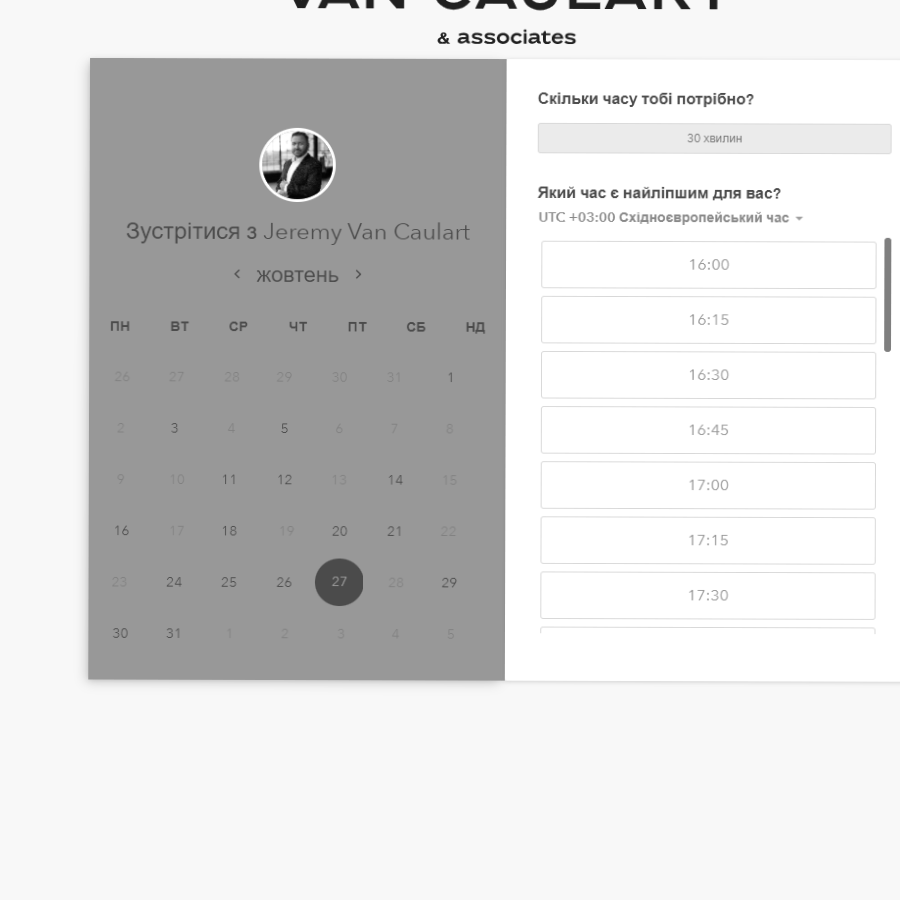 VAN CAULART
& associates
Зустрітися з Jeremy Van Caulart
жовтень
ПН ВТ СР ЧТ ПТ СБ НД
26 27 28 29 30 31 1
2 3 4 5 6 7 8
9 10 11 12 13 14 15
16 17 18 19 20 21 22
23 24 25 26 27 28 29
30 31 1 2 3 4 5
Скільки часу тобі потрібно?
30 хвилин
Який час є найліпшим для вас?
UTC +03:00 Східноєвропейський час
16:00
16:15
16:30
16:45
17:00
17:15
17:30